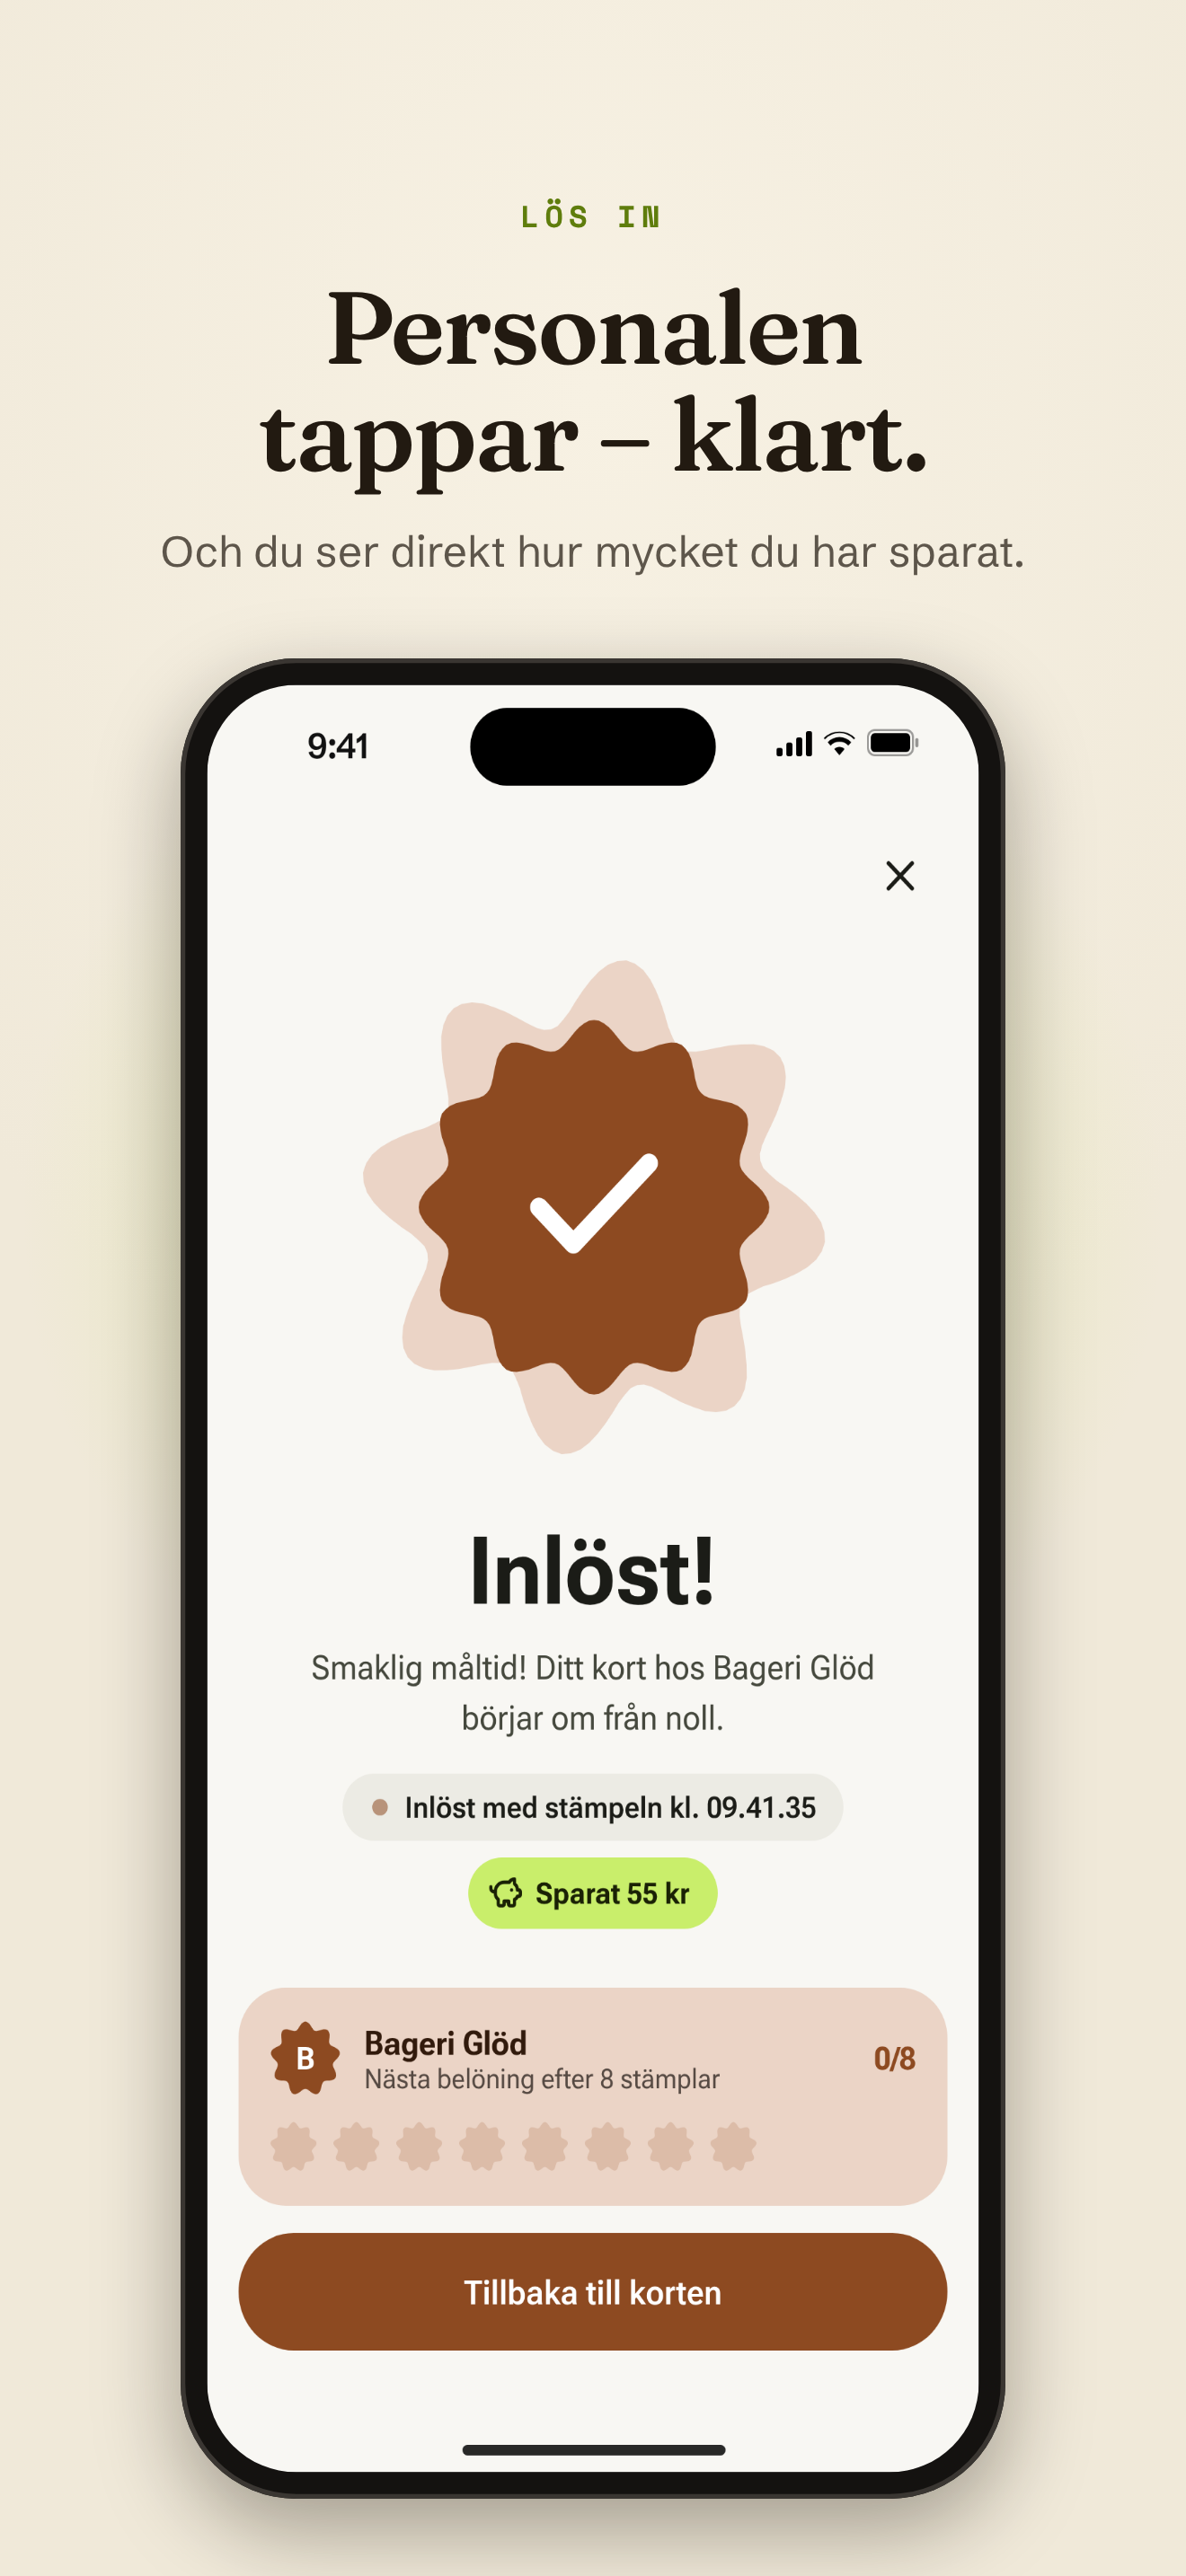 LÖS IN
Personalen
tappar – klart.
Och du ser direkt hur mycket du har sparat.
9:41
Inlöst!
Smaklig måltid! Ditt kort hos Bageri Glöd
börjar om från noll.
Inlöst med stämpeln kl. 09.41.35
Sparat 55 kr
B
Bageri Glöd
0/8
Nästa belöning efter 8 stämplar
Tillbaka till korten